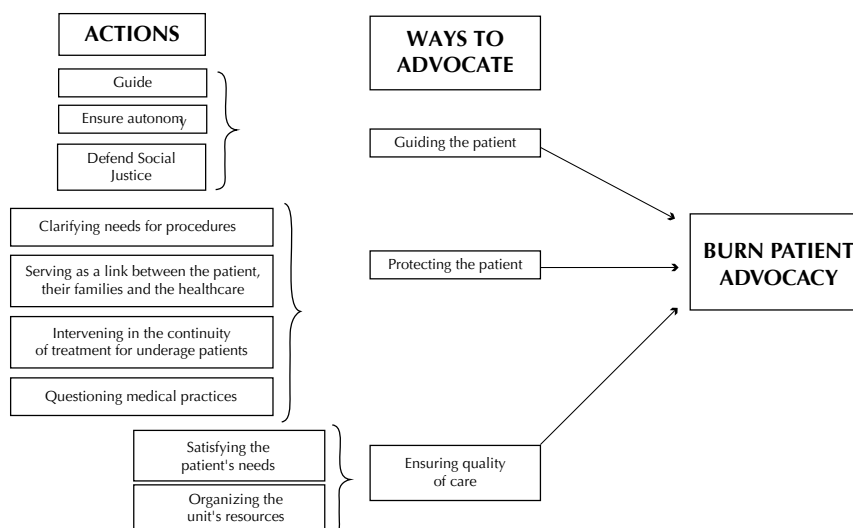 ACTIONS
Guide
Ensure autonomy
Defend Social
Justice
Clarifying needs for procedures
Serving as a link between the patient,
their families and the healthcare
Intervening in the continuity
of treatment for underage patients
Questioning medical practices
Satisfying the
patient's needs
Organizing the
unit's resources
WAYS TO
ADVOCATE
Guiding the patient
Protecting the patient
Ensuring quality
of care
BURN PATIENT
ADVOCACY